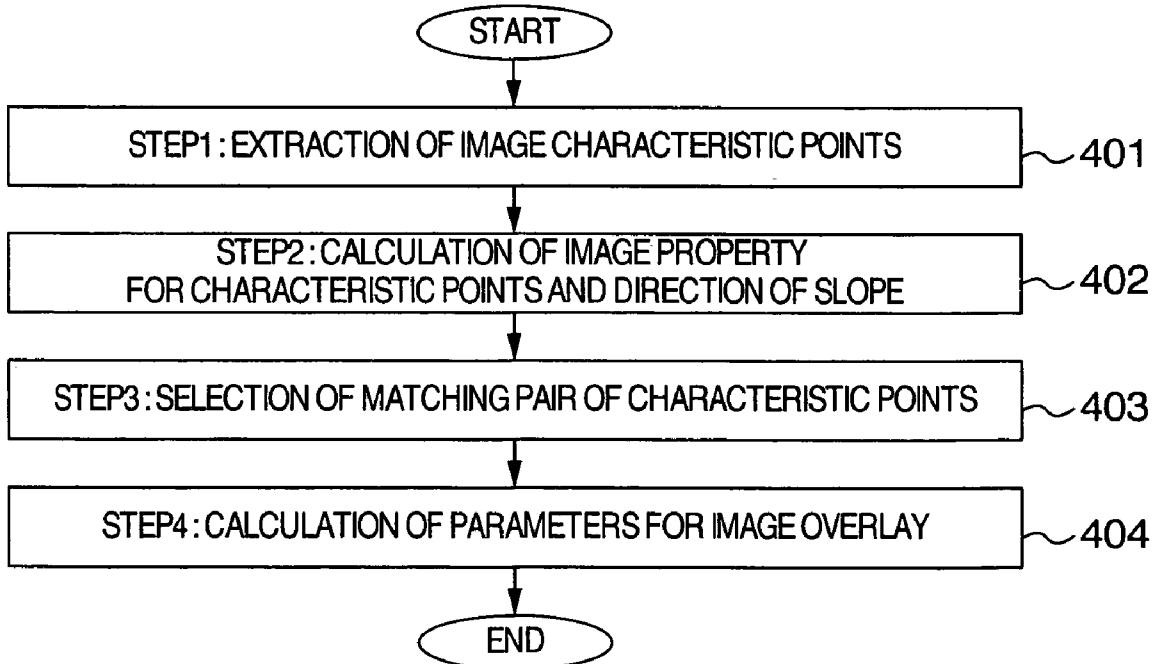 START
STEP1 : EXTRACTION OF IMAGE CHARACTERISTIC POINTS
401
STEP2 : CALCULATION OF IMAGE PROPERTY
FOR CHARACTERISTIC POINTS AND DIRECTION OF SLOPE
402
STEP3 : SELECTION OF MATCHING PAIR OF CHARACTERISTIC POINTS
403
STEP4 : CALCULATION OF PARAMETERS FOR IMAGE OVERLAY
404
END